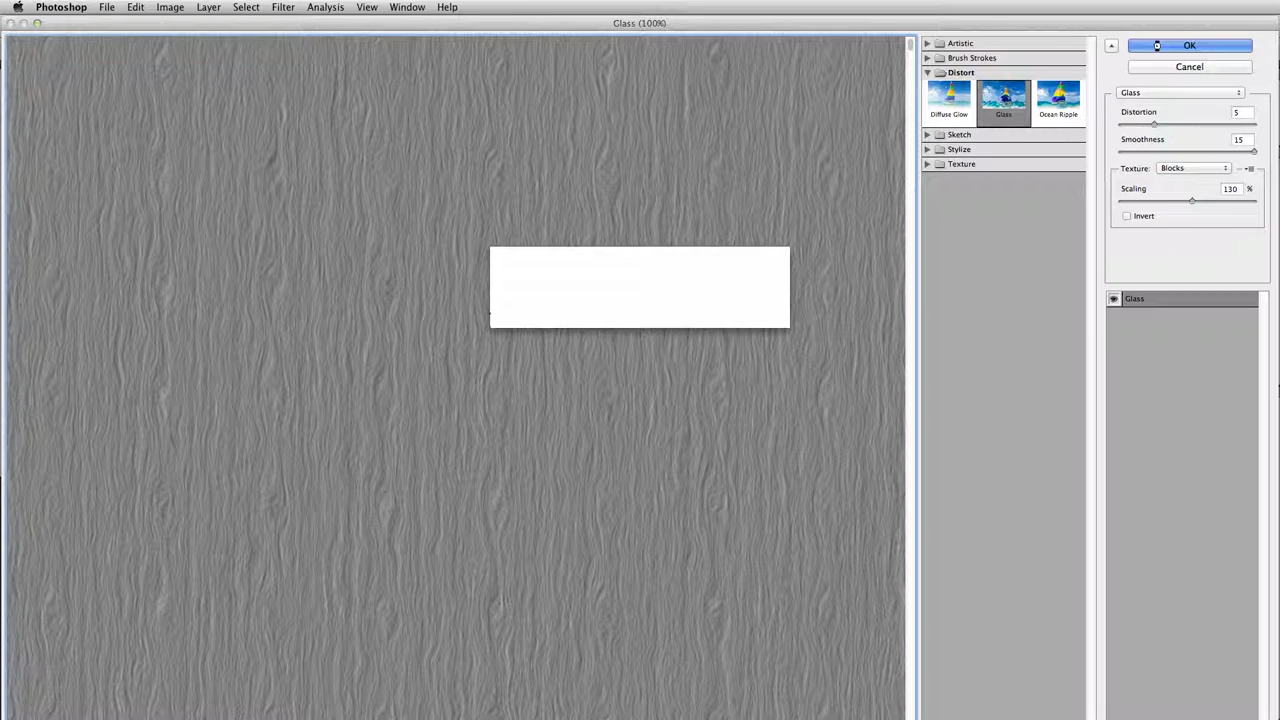 Photoshop File Edit Image Layer Select Filter Analysis View Window Help
Glass (100%)
Artistic
Brush Strokes
Distort
Diffuse Glow Glass Ocean Ripple
Sketch
Stylize
Texture
OK
Cancel
Glass
Distortion 5
Smoothness 15
Texture: Blocks
Scaling 130 %
Invert
Glass